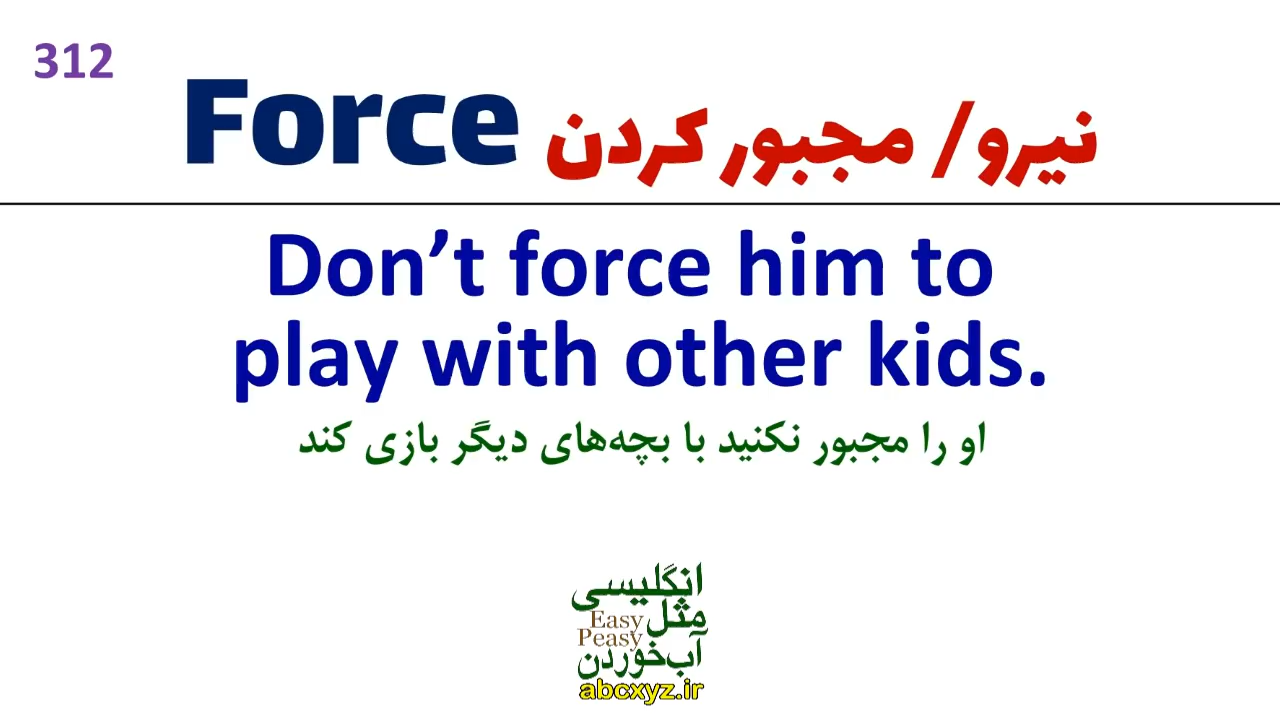 312
Force نیرو/ مجبور کردن
Don’t force him to
play with other kids.
او را مجبور نکنید با بچه‌های دیگر بازی کند
انگلیسی
مثل
Easy
Peasy
آب‌خوردن
abcxyz.ir